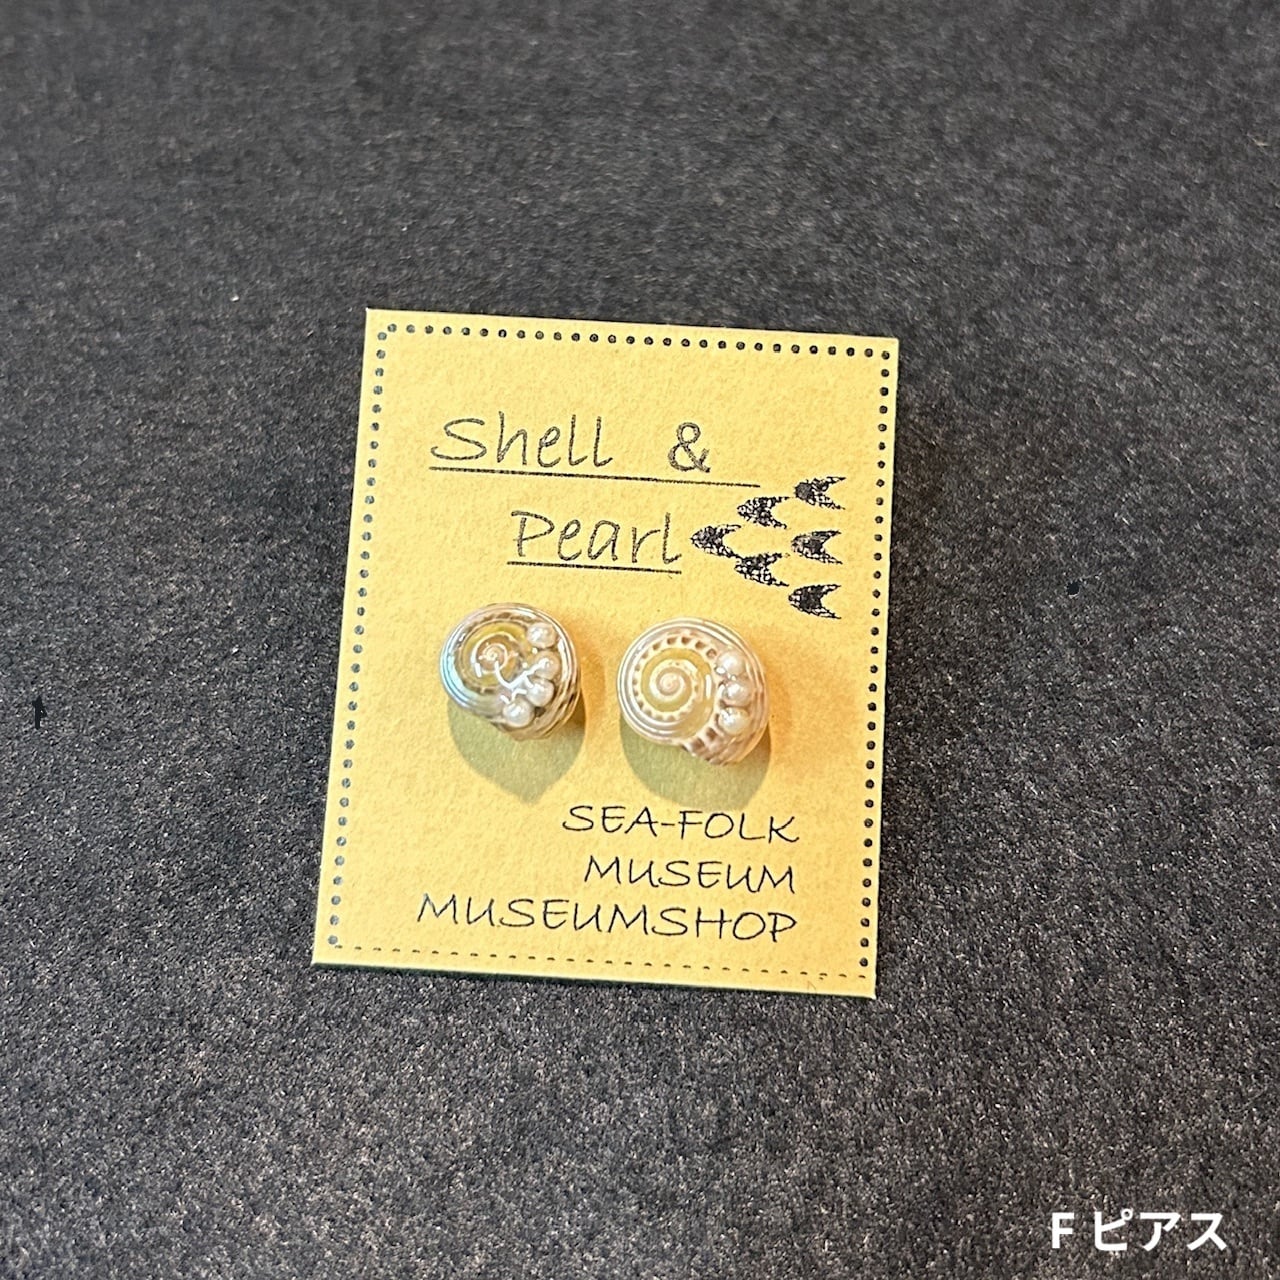 Shell &
Pearl
SEA-FOLK
MUSEUM
MUSEUMSHOP
F ピアス